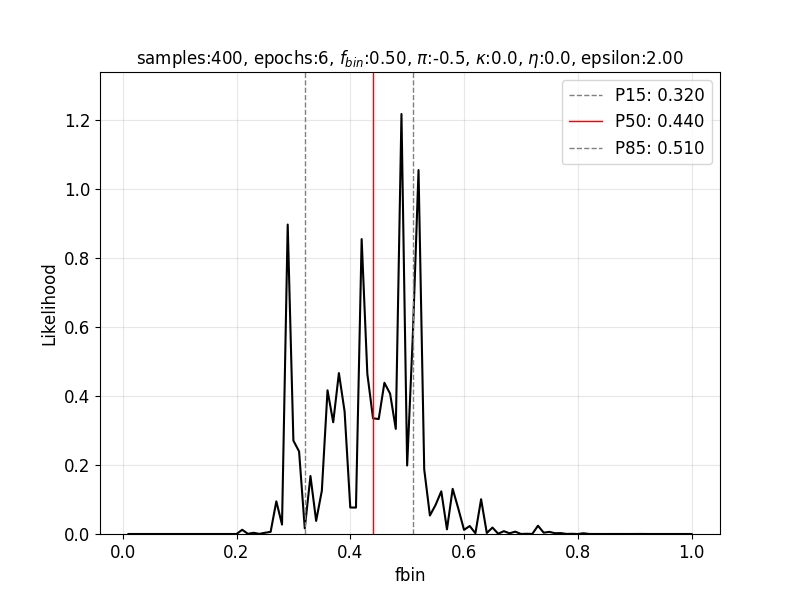 samples:400, epochs:6, $f_{bin}$:0.50, π:-0.5, κ:0.0, η:0.0, epsilon:2.00
P15: 0.320
P50: 0.440
P85: 0.510
Likelihood
1.2
1.0
0.8
0.6
0.4
0.2
0.0
0.0 0.2 0.4 0.6 0.8 1.0
fbin